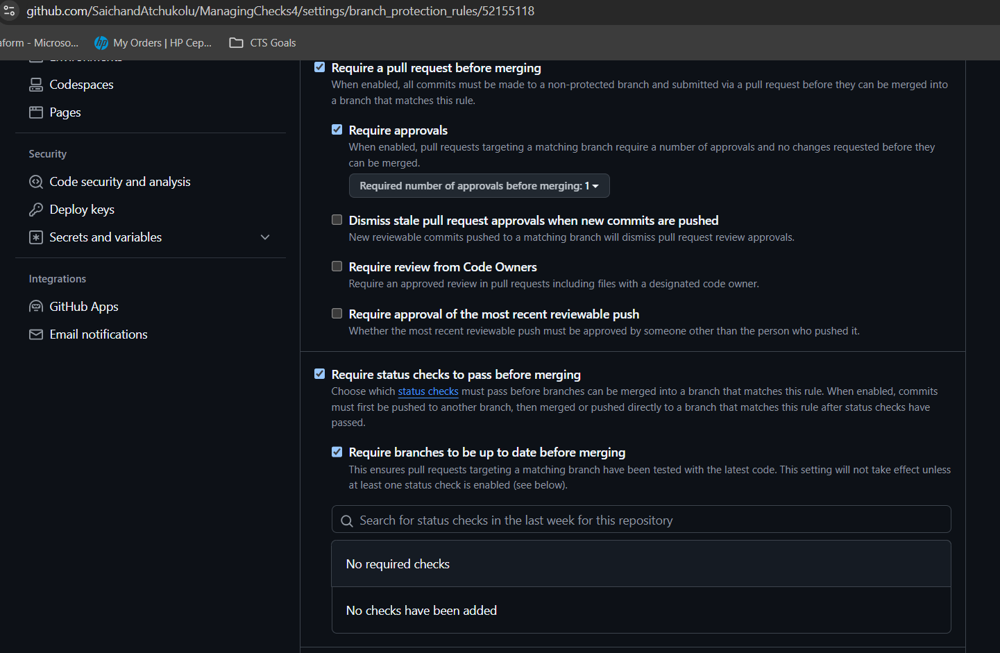 github.com/SaichandAtchukolu/ManagingChecks4/settings/branch_protection_rules/52155118
aform - Microso...
My Orders | HP Cep...
CTS Goals
Environments
Codespaces
Pages
Security
Code security and analysis
Deploy keys
Secrets and variables
Integrations
GitHub Apps
Email notifications
Require a pull request before merging
When enabled, all commits must be made to a non-protected branch and submitted via a pull request before they can be merged into
a branch that matches this rule.
Require approvals
When enabled, pull requests targeting a matching branch require a number of approvals and no changes requested before they
can be merged.
Required number of approvals before merging: 1
Dismiss stale pull request approvals when new commits are pushed
New reviewable commits pushed to a matching branch will dismiss pull request review approvals.
Require review from Code Owners
Require an approved review in pull requests including files with a designated code owner.
Require approval of the most recent reviewable push
Whether the most recent reviewable push must be approved by someone other than the person who pushed it.
Require status checks to pass before merging
Choose which status checks must pass before branches can be merged into a branch that matches this rule. When enabled, commits
must first be pushed to another branch, then merged or pushed directly to a branch that matches this rule after status checks have
passed.
Require branches to be up to date before merging
This ensures pull requests targeting a matching branch have been tested with the latest code. This setting will not take effect unless
at least one status check is enabled (see below).
Search for status checks in the last week for this repository
No required checks
No checks have been added